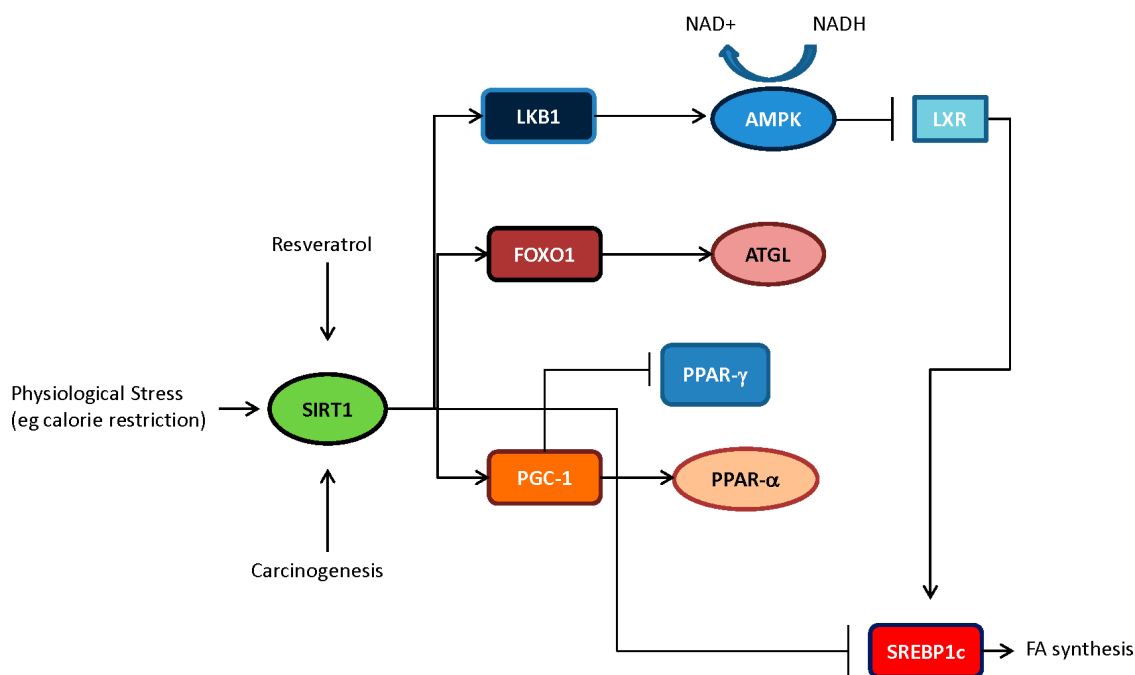 NAD+ NADH
LKB1 AMPK LXR
Resveratrol
FOXO1 ATGL
PPAR-γ
Physiological Stress
(eg calorie restriction)
SIRT1
PGC-1 PPAR-α
Carcinogenesis
SREBP1c FA synthesis